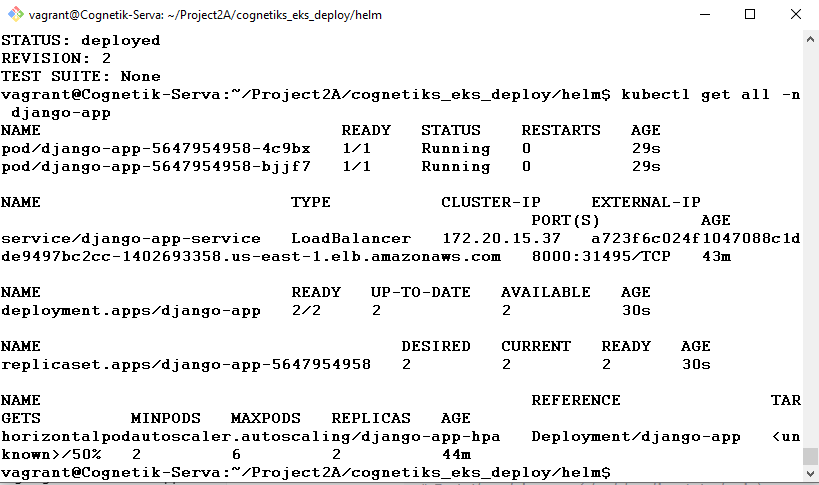 vagrant@Cognetik-Serva: ~/Project2A/cognetiks_eks_deploy/helm
STATUS: deployed
REVISION: 2
TEST SUITE: None
vagrant@Cognetik-Serva:~/Project2A/cognetiks_eks_deploy/helm$ kubectl get all -n
 django-app
NAME                              READY   STATUS    RESTARTS   AGE
pod/django-app-5647954958-4c9bx   1/1     Running   0          29s
pod/django-app-5647954958-bjjf7   1/1     Running   0          29s
NAME                         TYPE           CLUSTER-IP     EXTERNAL-IP
                                                     PORT(S)          AGE
service/django-app-service   LoadBalancer   172.20.15.37   a723f6c024f1047088c1d
de9497bc2cc-1402693358.us-east-1.elb.amazonaws.com   8000:31495/TCP   43m
NAME                         READY   UP-TO-DATE   AVAILABLE   AGE
deployment.apps/django-app   2/2     2            2           30s
NAME                                    DESIRED   CURRENT   READY   AGE
replicaset.apps/django-app-5647954958   2         2         2       30s
NAME                                                 REFERENCE               TAR
GETS         MINPODS   MAXPODS   REPLICAS   AGE
horizontalpodautoscaler.autoscaling/django-app-hpa   Deployment/django-app   <un
known>/50%   2         6         2          44m
vagrant@Cognetik-Serva:~/Project2A/cognetiks_eks_deploy/helm$